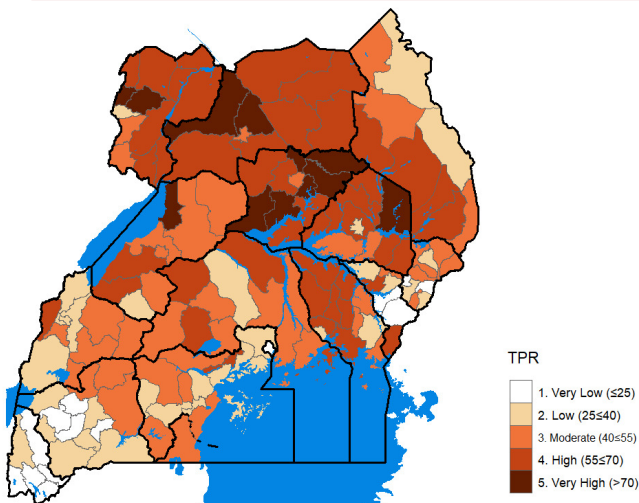 TPR
1. Very Low (≤25)
2. Low (25≤40)
3. Moderate (40≤55)
4. High (55≤70)
5. Very High (>70)